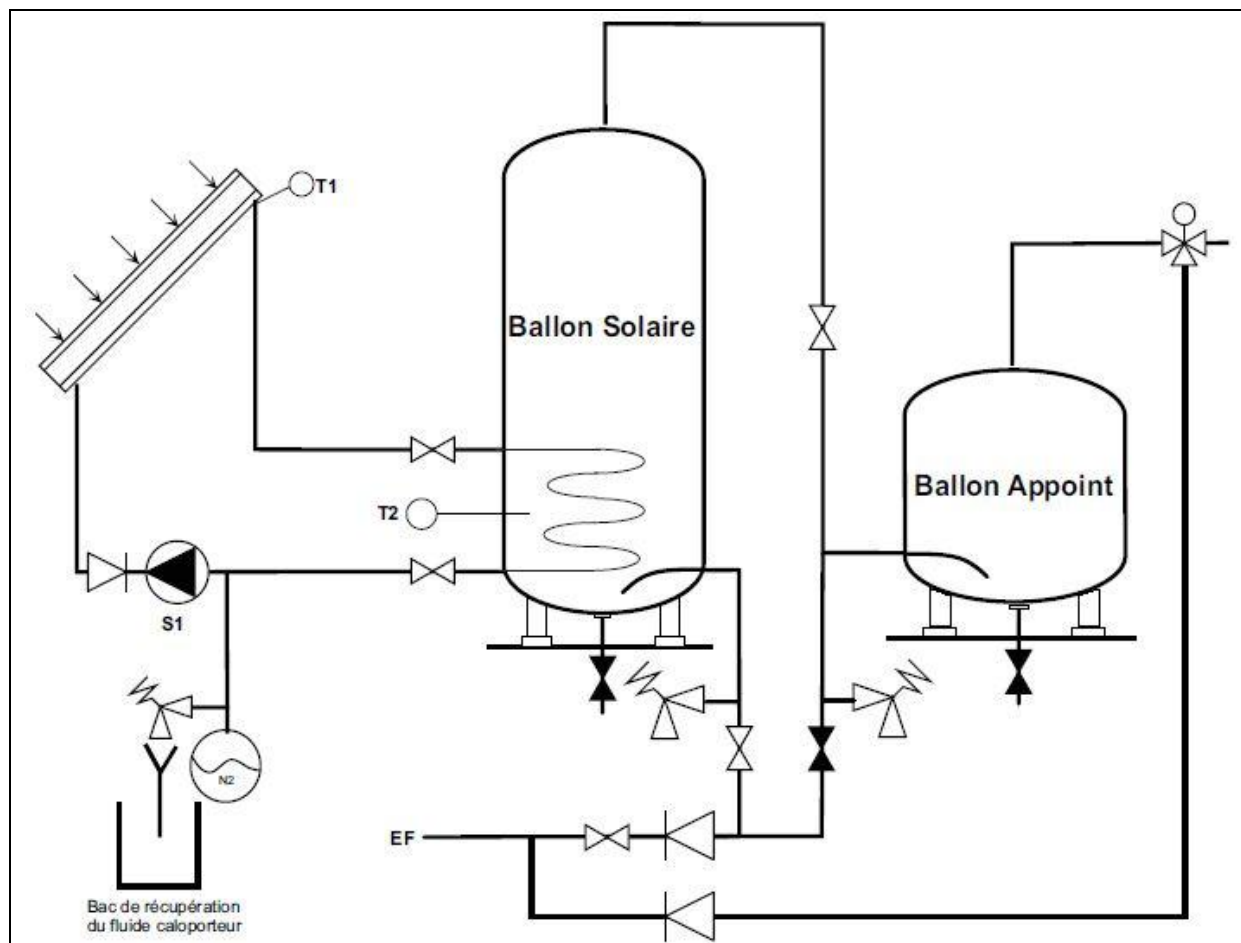 T1
Ballon Solaire
Ballon Appoint
T2
S1
N2
EF
Bac de récupération
du fluide caloporteur